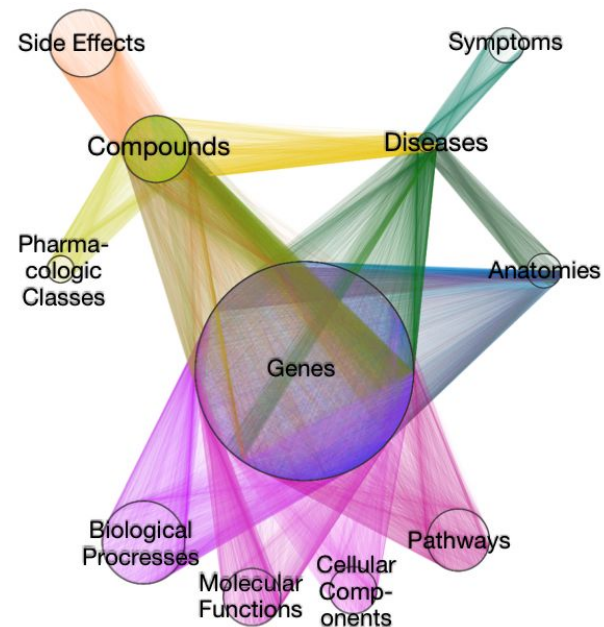 Side Effects
Symptoms
Compounds
Diseases
Pharma-
cologic
Classes
Anatomies
Genes
Biological
Procresses
Molecular
Functions
Cellular
Comp-
onents
Pathways